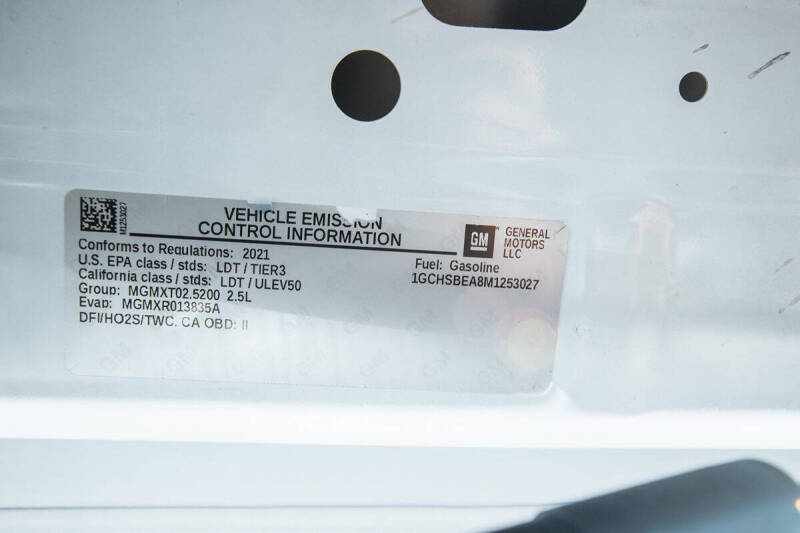 M1253027
VEHICLE EMISSION
CONTROL INFORMATION
GM
GENERAL
MOTORS
LLC
Conforms to Regulations: 2021
U.S. EPA class / stds: LDT / TIER3
California class / stds: LDT / ULEV50
Group: MGMXT02.5200 2.5L
Evap: MGMXR013835A
DFI/HO2S/TWC. CA OBD: II
Fuel: Gasoline
1GCHSBEA8M1253027